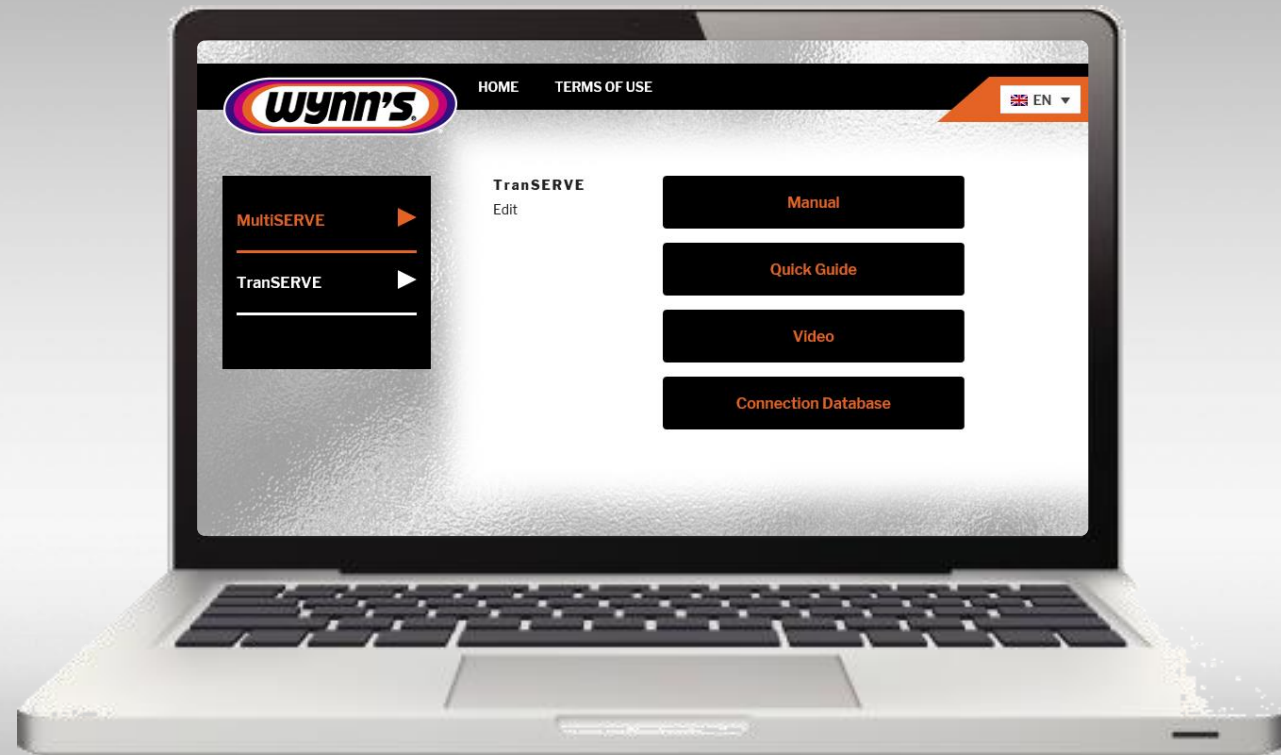 Wynn's
HOME TERMS OF USE
EN
MultiSERVE
TranSERVE
TranSERVE
Edit
Manual
Quick Guide
Video
Connection Database